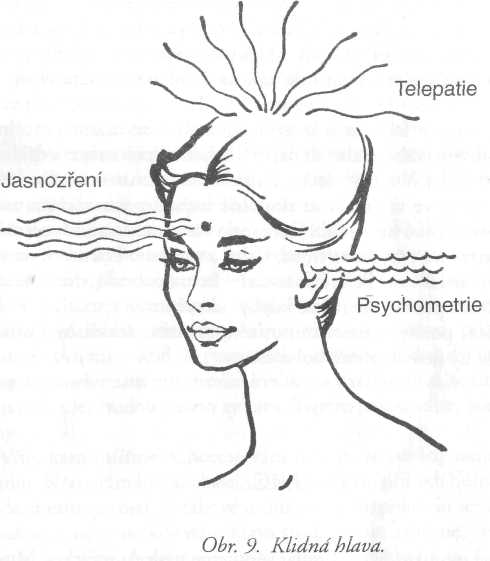 Telepatie
Jasnozření
Psychometrie
Obr. 9. Klidná hlava.